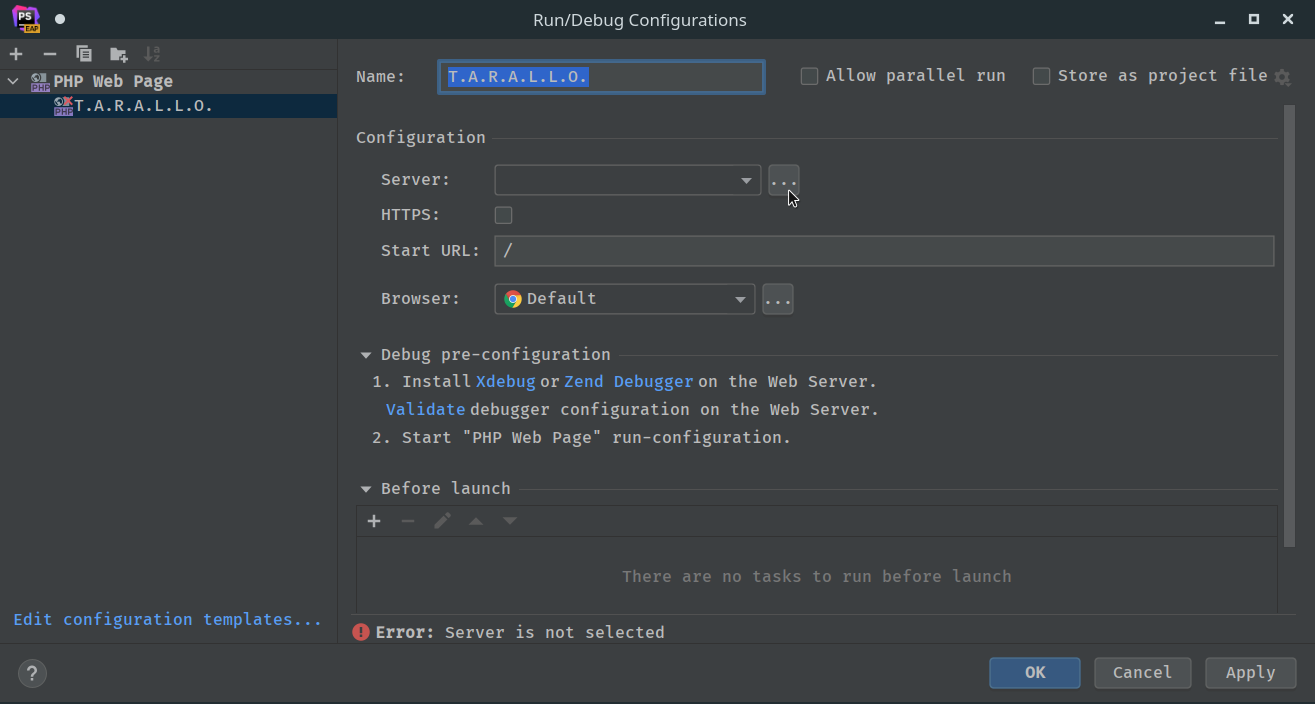 PS EAP Run/Debug Configurations
PHP PHP Web Page
PHP T.A.R.A.L.L.O.
Edit configuration templates...
Name: T.A.R.A.L.L.O. Allow parallel run Store as project file
Configuration
Server: ...
HTTPS:
Start URL: /
Browser: Default ...
Debug pre-configuration
1. Install Xdebug or Zend Debugger on the Web Server.
Validate debugger configuration on the Web Server.
2. Start "PHP Web Page" run-configuration.
Before launch
There are no tasks to run before launch
Error: Server is not selected
? OK Cancel Apply